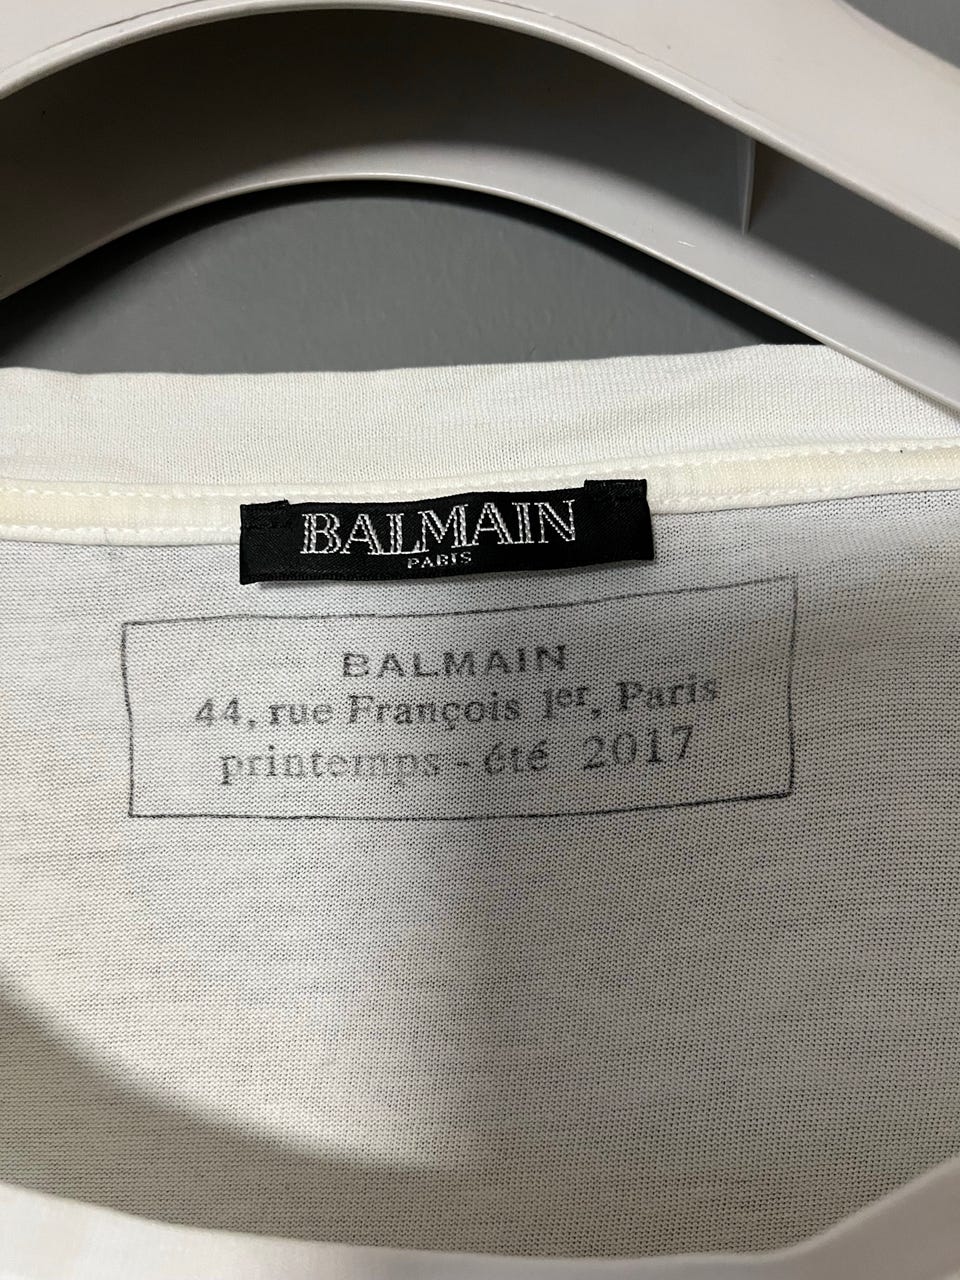 BALMAIN
PARIS
BALMAIN
44, rue François 1er, Paris
printemps - été 2017